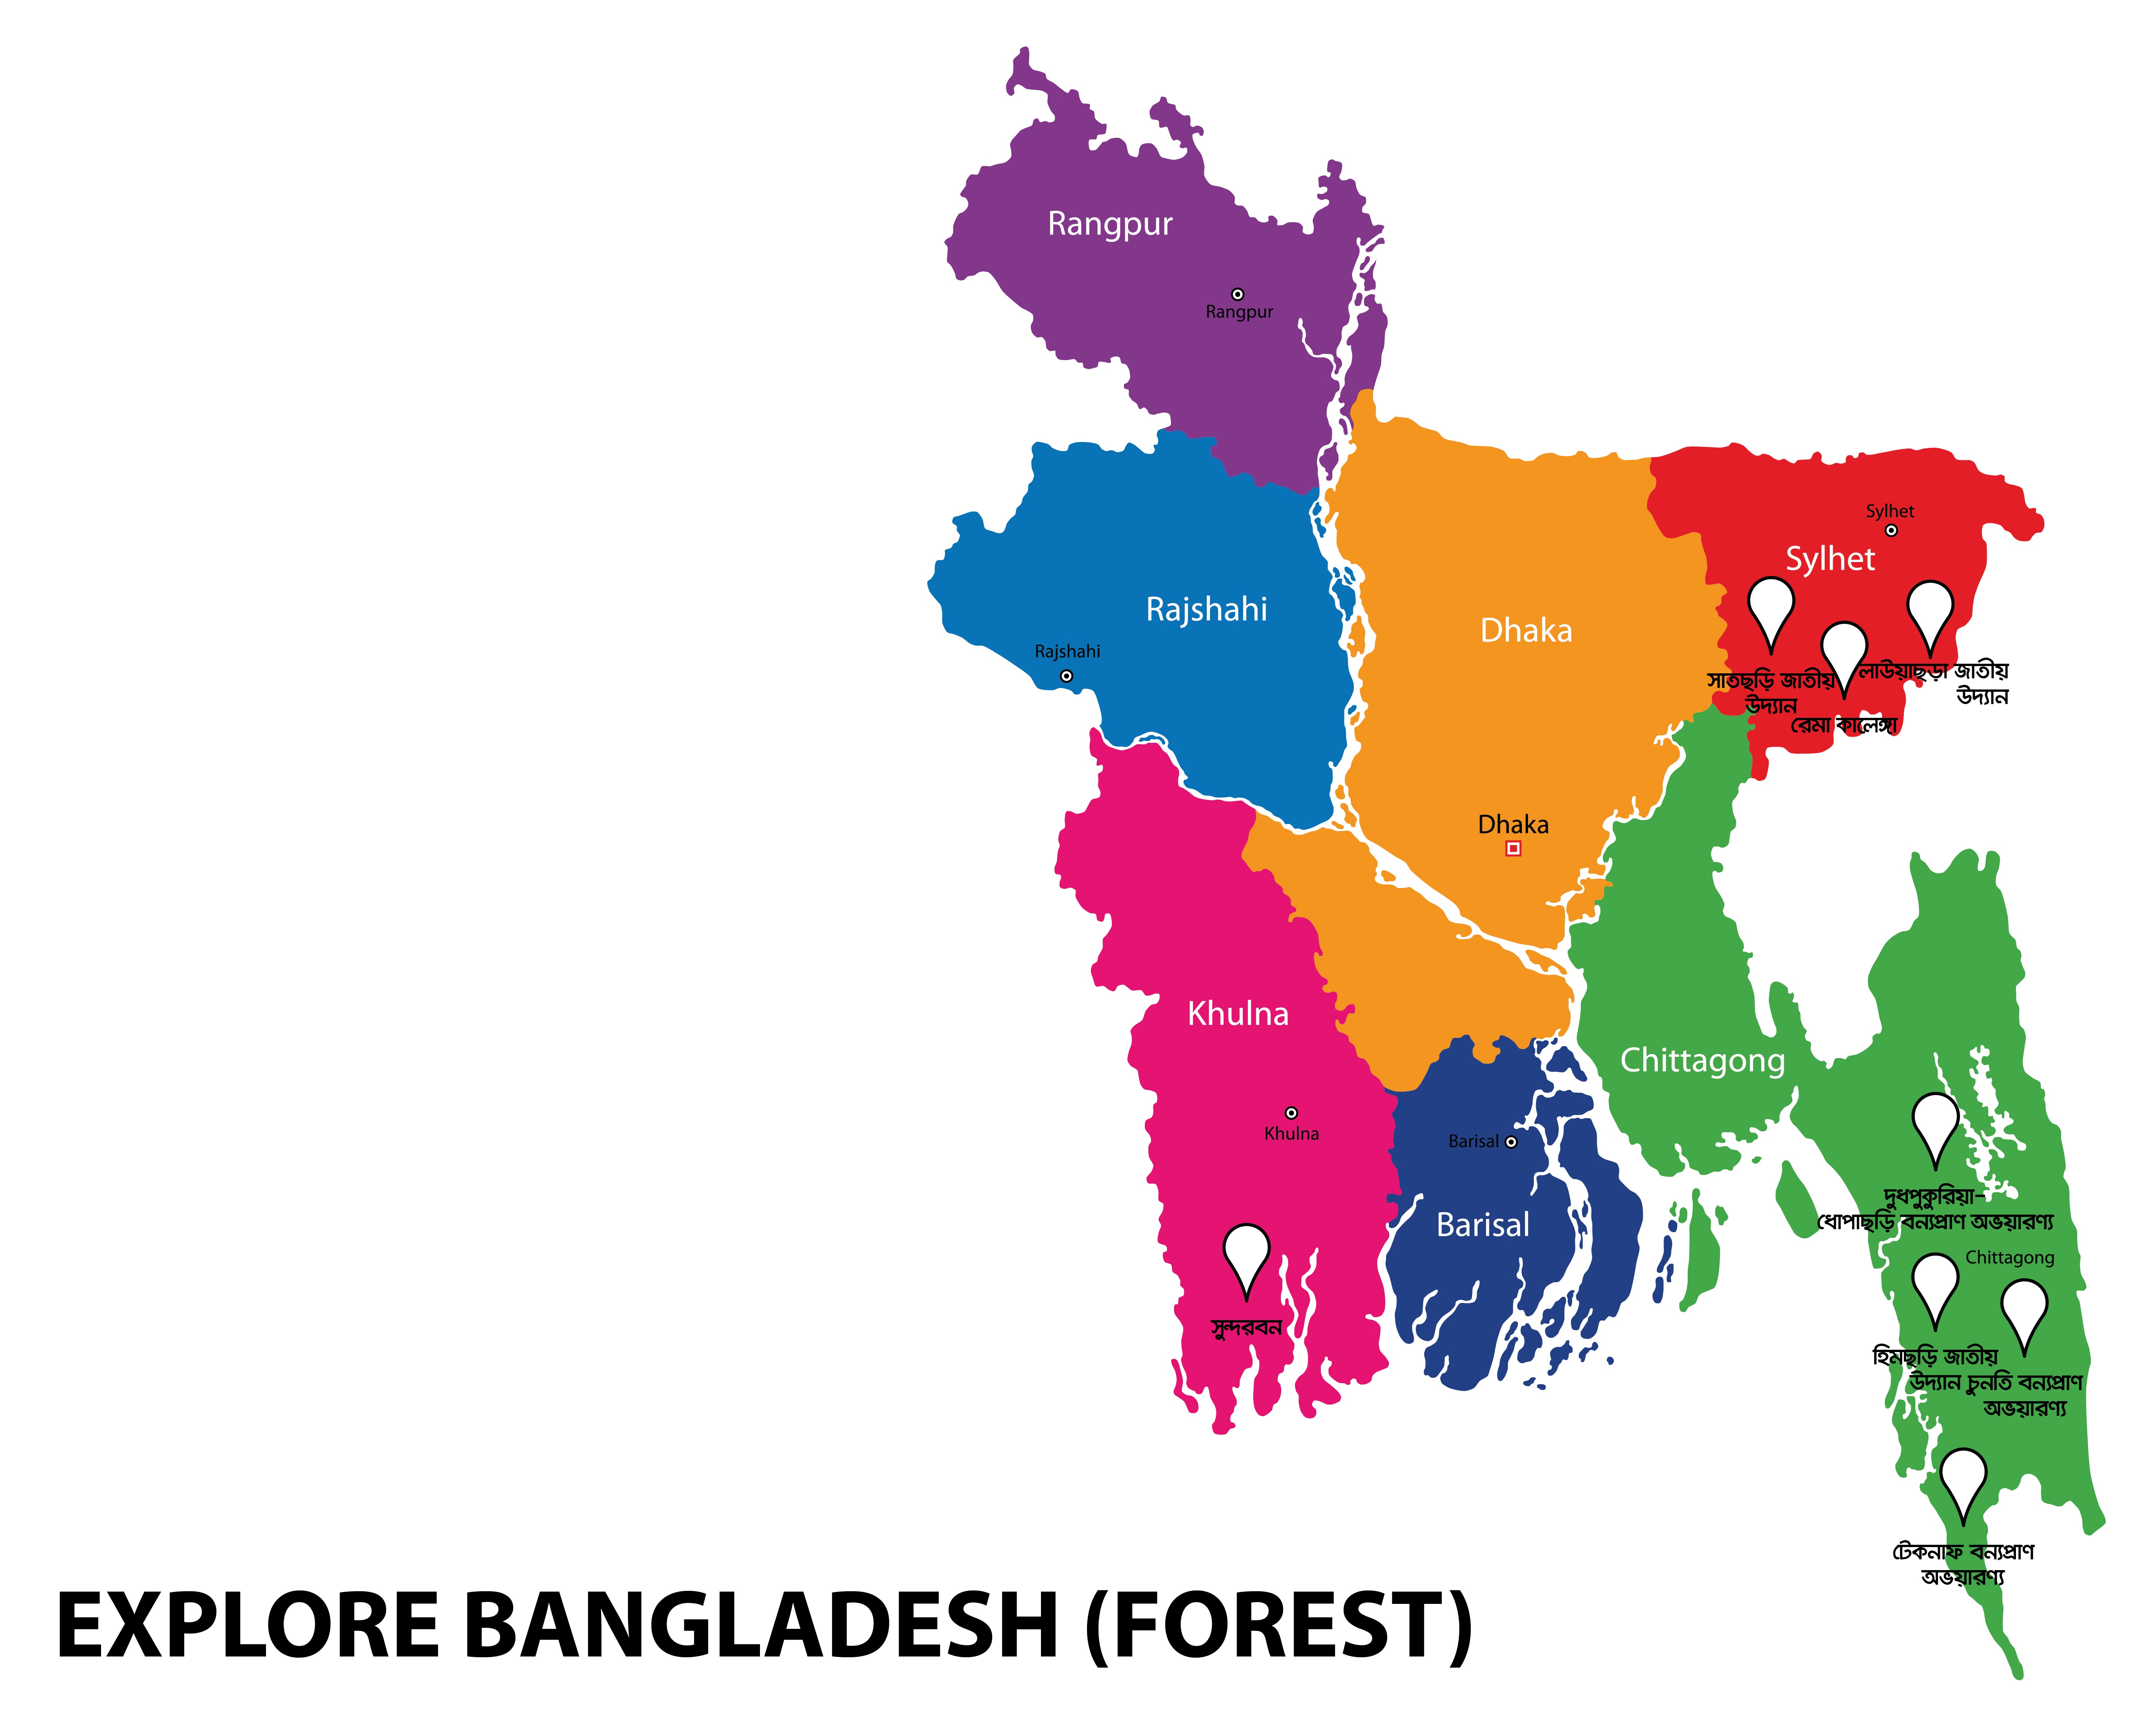 Rangpur
Rangpur
Sylhet
Sylhet
Rajshahi
Dhaka
Rajshahi
সাতছড়ি জাতীয়
উদ্যান
লাউয়াছড়া জাতীয়
উদ্যান
রেমা কালেঙ্গা
Dhaka
Khulna
Chittagong
Khulna
Barisal
Barisal
দুধপুকুরিয়া-
ধোপাছড়ি বন্যপ্রাণ অভয়ারণ্য
Chittagong
সুন্দরবন
হিমছড়ি জাতীয়
উদ্যান
চুনতি বন্যপ্রাণ
অভয়ারণ্য
টেকনাফ বন্যপ্রাণ
অভয়ারণ্য
EXPLORE BANGLADESH (FOREST)